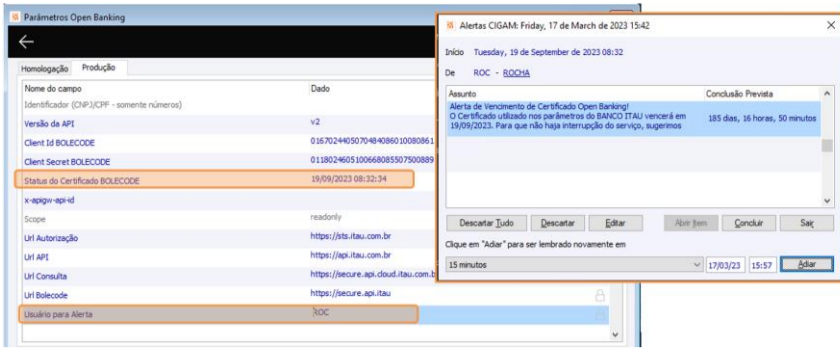 Parâmetros Open Banking
Homologação Produção
Nome do campo Dado
Identificador (CNPJ/CPF - somente números)
Versão da API v2
Client Id BOLECODE 0167024405070484086010080861
Client Secret BOLECODE 01180246051006680855075008 89
Status do Certificado BOLECODE 19/09/2023 08:32:34
x-apigw-api-id
Scope readonly
Url Autorização https://sts.itau.com.br
Url API https://api.itau.com.br
Url Consulta https://secure.api.cloud.itau.com.b
Url Bolecode https://secure.api.itau
Usuário para Alerta ROC
Alertas CIGAM: Friday, 17 de March de 2023 15:42
Início Tuesday, 19 de September de 2023 08:32
De ROC - ROCHA
Assunto Conclusão Prevista
Alerta de Vencimento de Certificado Open Banking!
O Certificado utilizado nos parâmetros do BANCO ITAU vencerá em 185 dias, 16 horas, 50 minutos
19/09/2023. Para que não haja interrupção do serviço, sugerimos
Descartar Tudo Descartar Editar Abrir Item Concluir Sair
Clique em "Adiar" para ser lembrado novamente em
15 minutos 17/03/23 15:57 Adiar